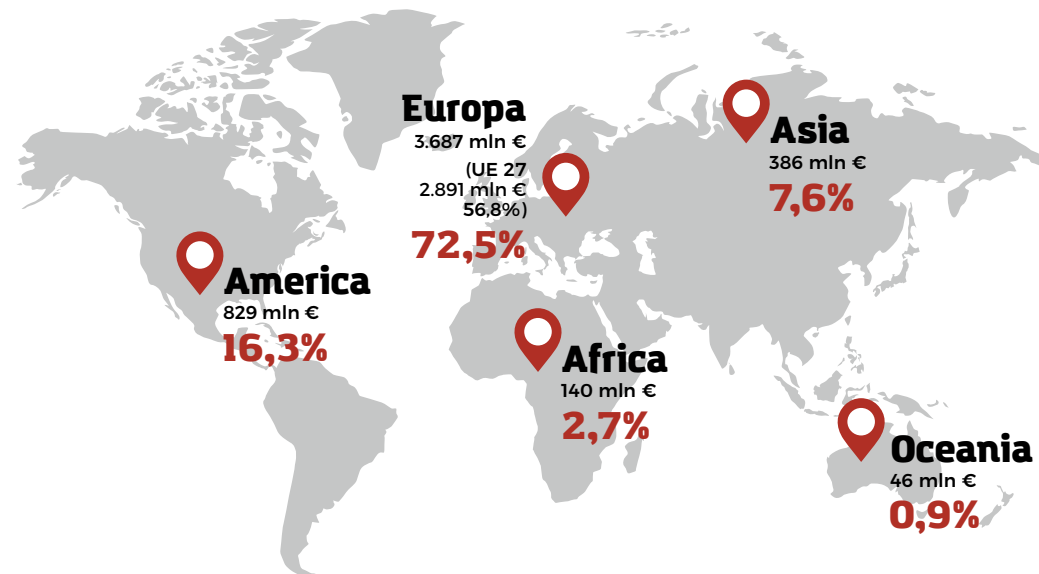 Europa
3.687 mln €
(UE 27
2.891 mln €
56,8%)
72,5%
Asia
386 mln €
7,6%
America
829 mln €
16,3%
Africa
140 mln €
2,7%
Oceania
46 mln €
0,9%